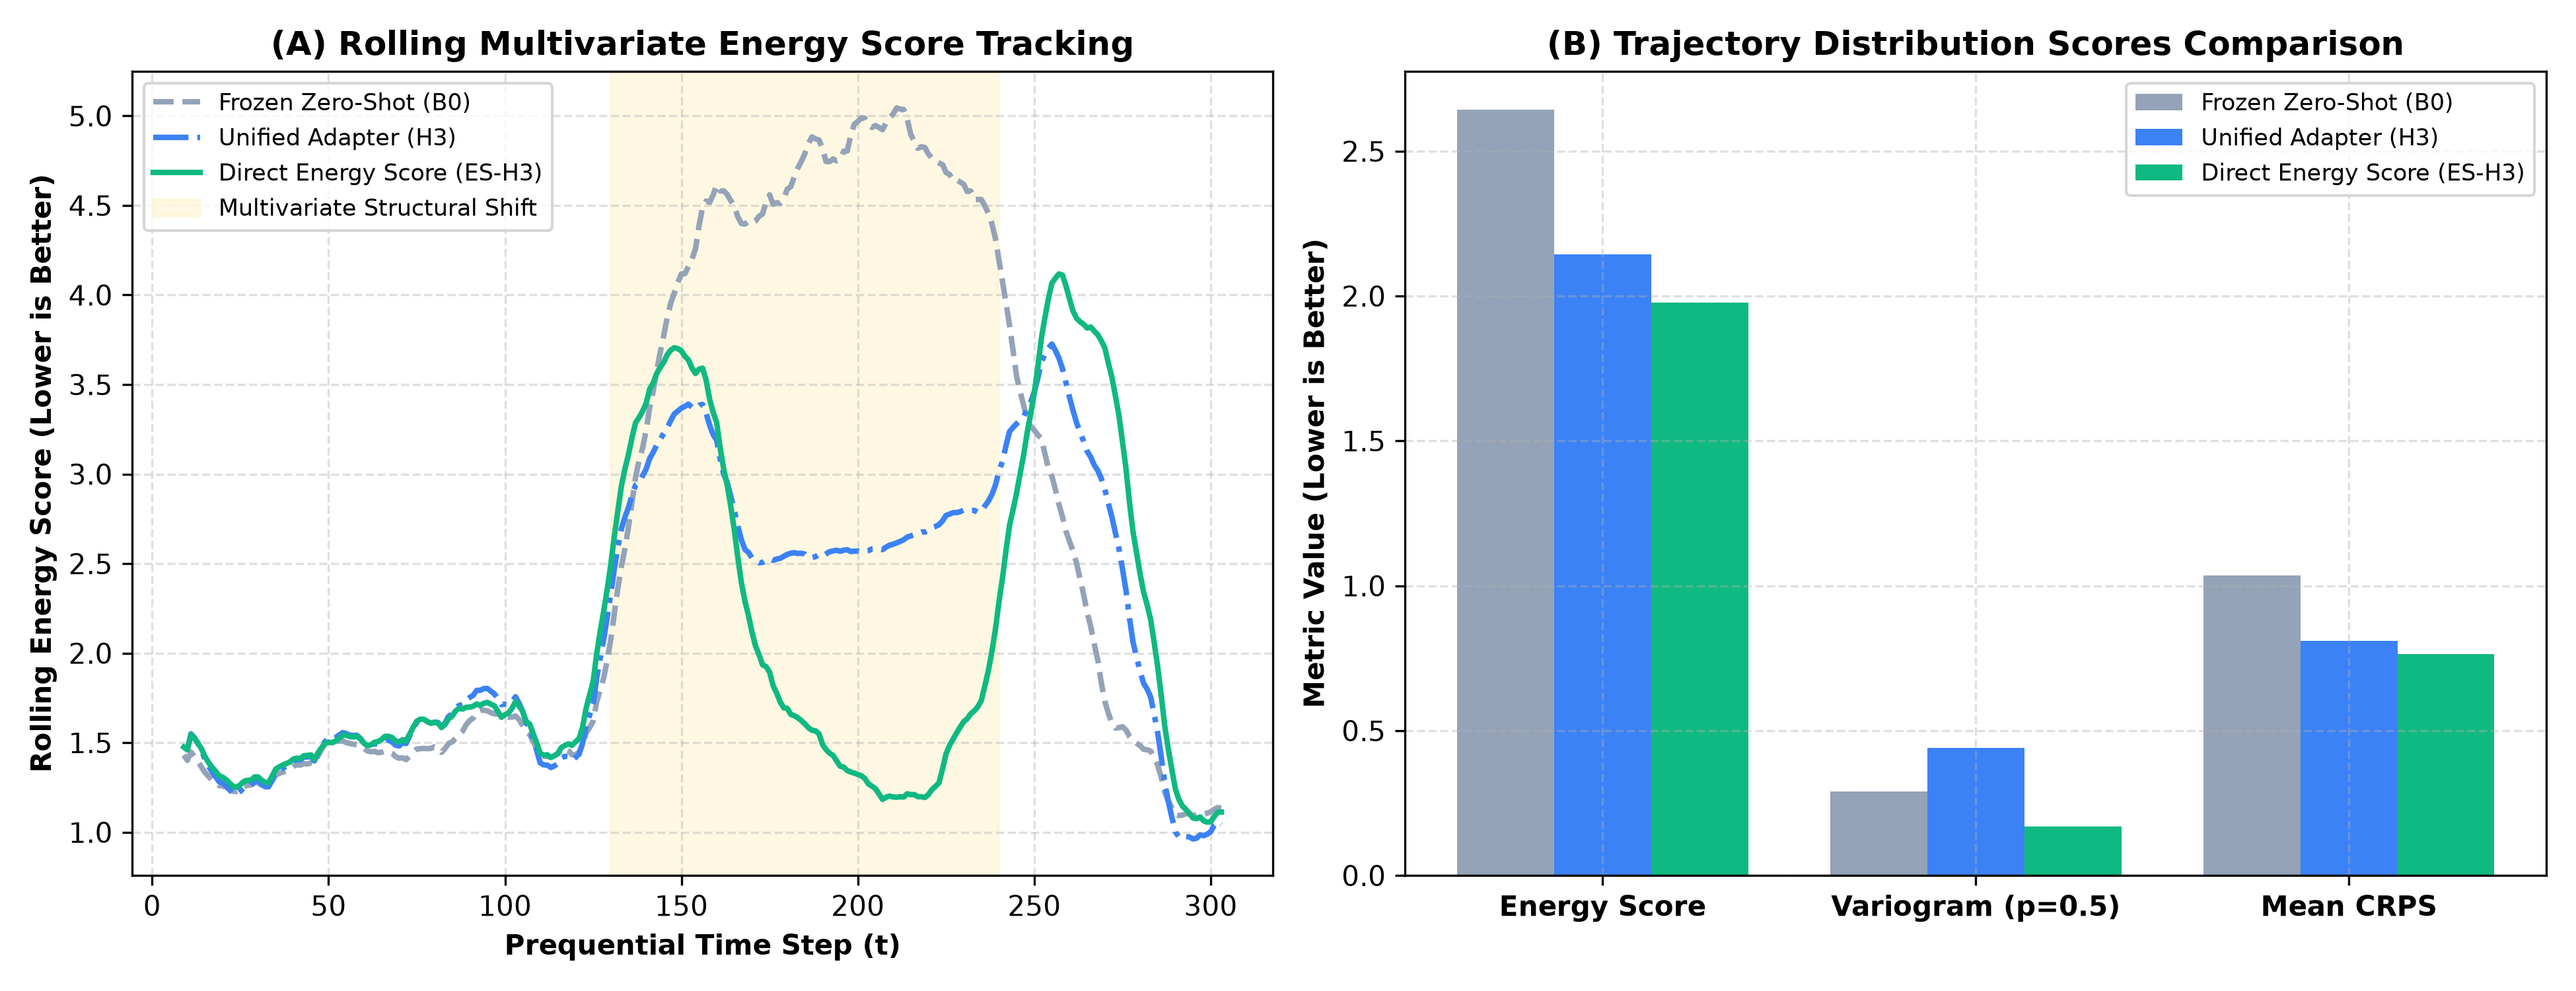 (A) Rolling Multivariate Energy Score Tracking
Rolling Energy Score (Lower is Better)
5.0
4.5
4.0
3.5
3.0
2.5
2.0
1.5
1.0
Frozen Zero-Shot (B0)
Unified Adapter (H3)
Direct Energy Score (ES-H3)
Multivariate Structural Shift
0 50 100 150 200 250 300
Prequential Time Step (t)
(B) Trajectory Distribution Scores Comparison
Metric Value (Lower is Better)
2.5
2.0
1.5
1.0
0.5
0.0
Frozen Zero-Shot (B0)
Unified Adapter (H3)
Direct Energy Score (ES-H3)
Energy Score Variogram (p=0.5) Mean CRPS